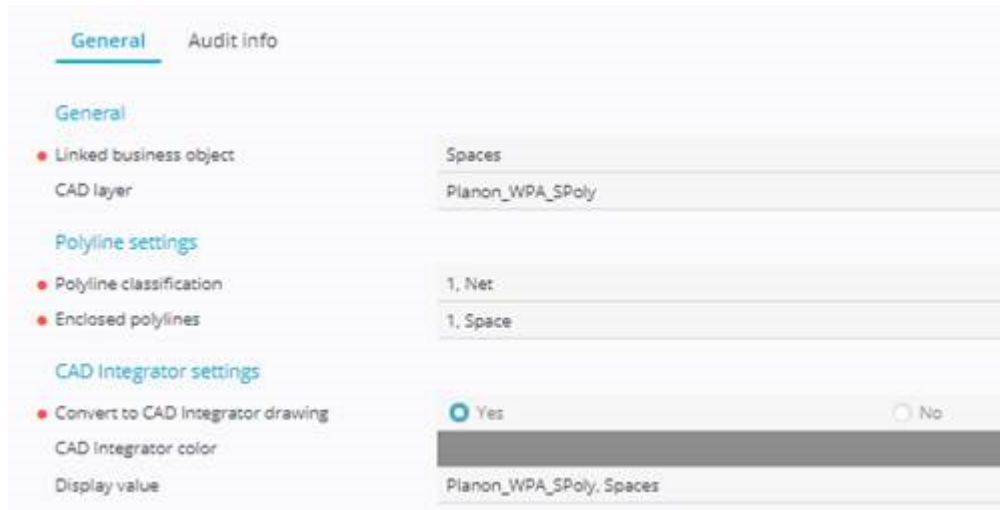 General Audit info
General
Linked business object Spaces
CAD layer Planon_WPA_SPoly
Polyline settings
Polyline classification 1, Net
Enclosed polylines 1, Space
CAD Integrator settings
Convert to CAD Integrator drawing Yes No
CAD Integrator color
Display value Planon_WPA_SPoly, Spaces